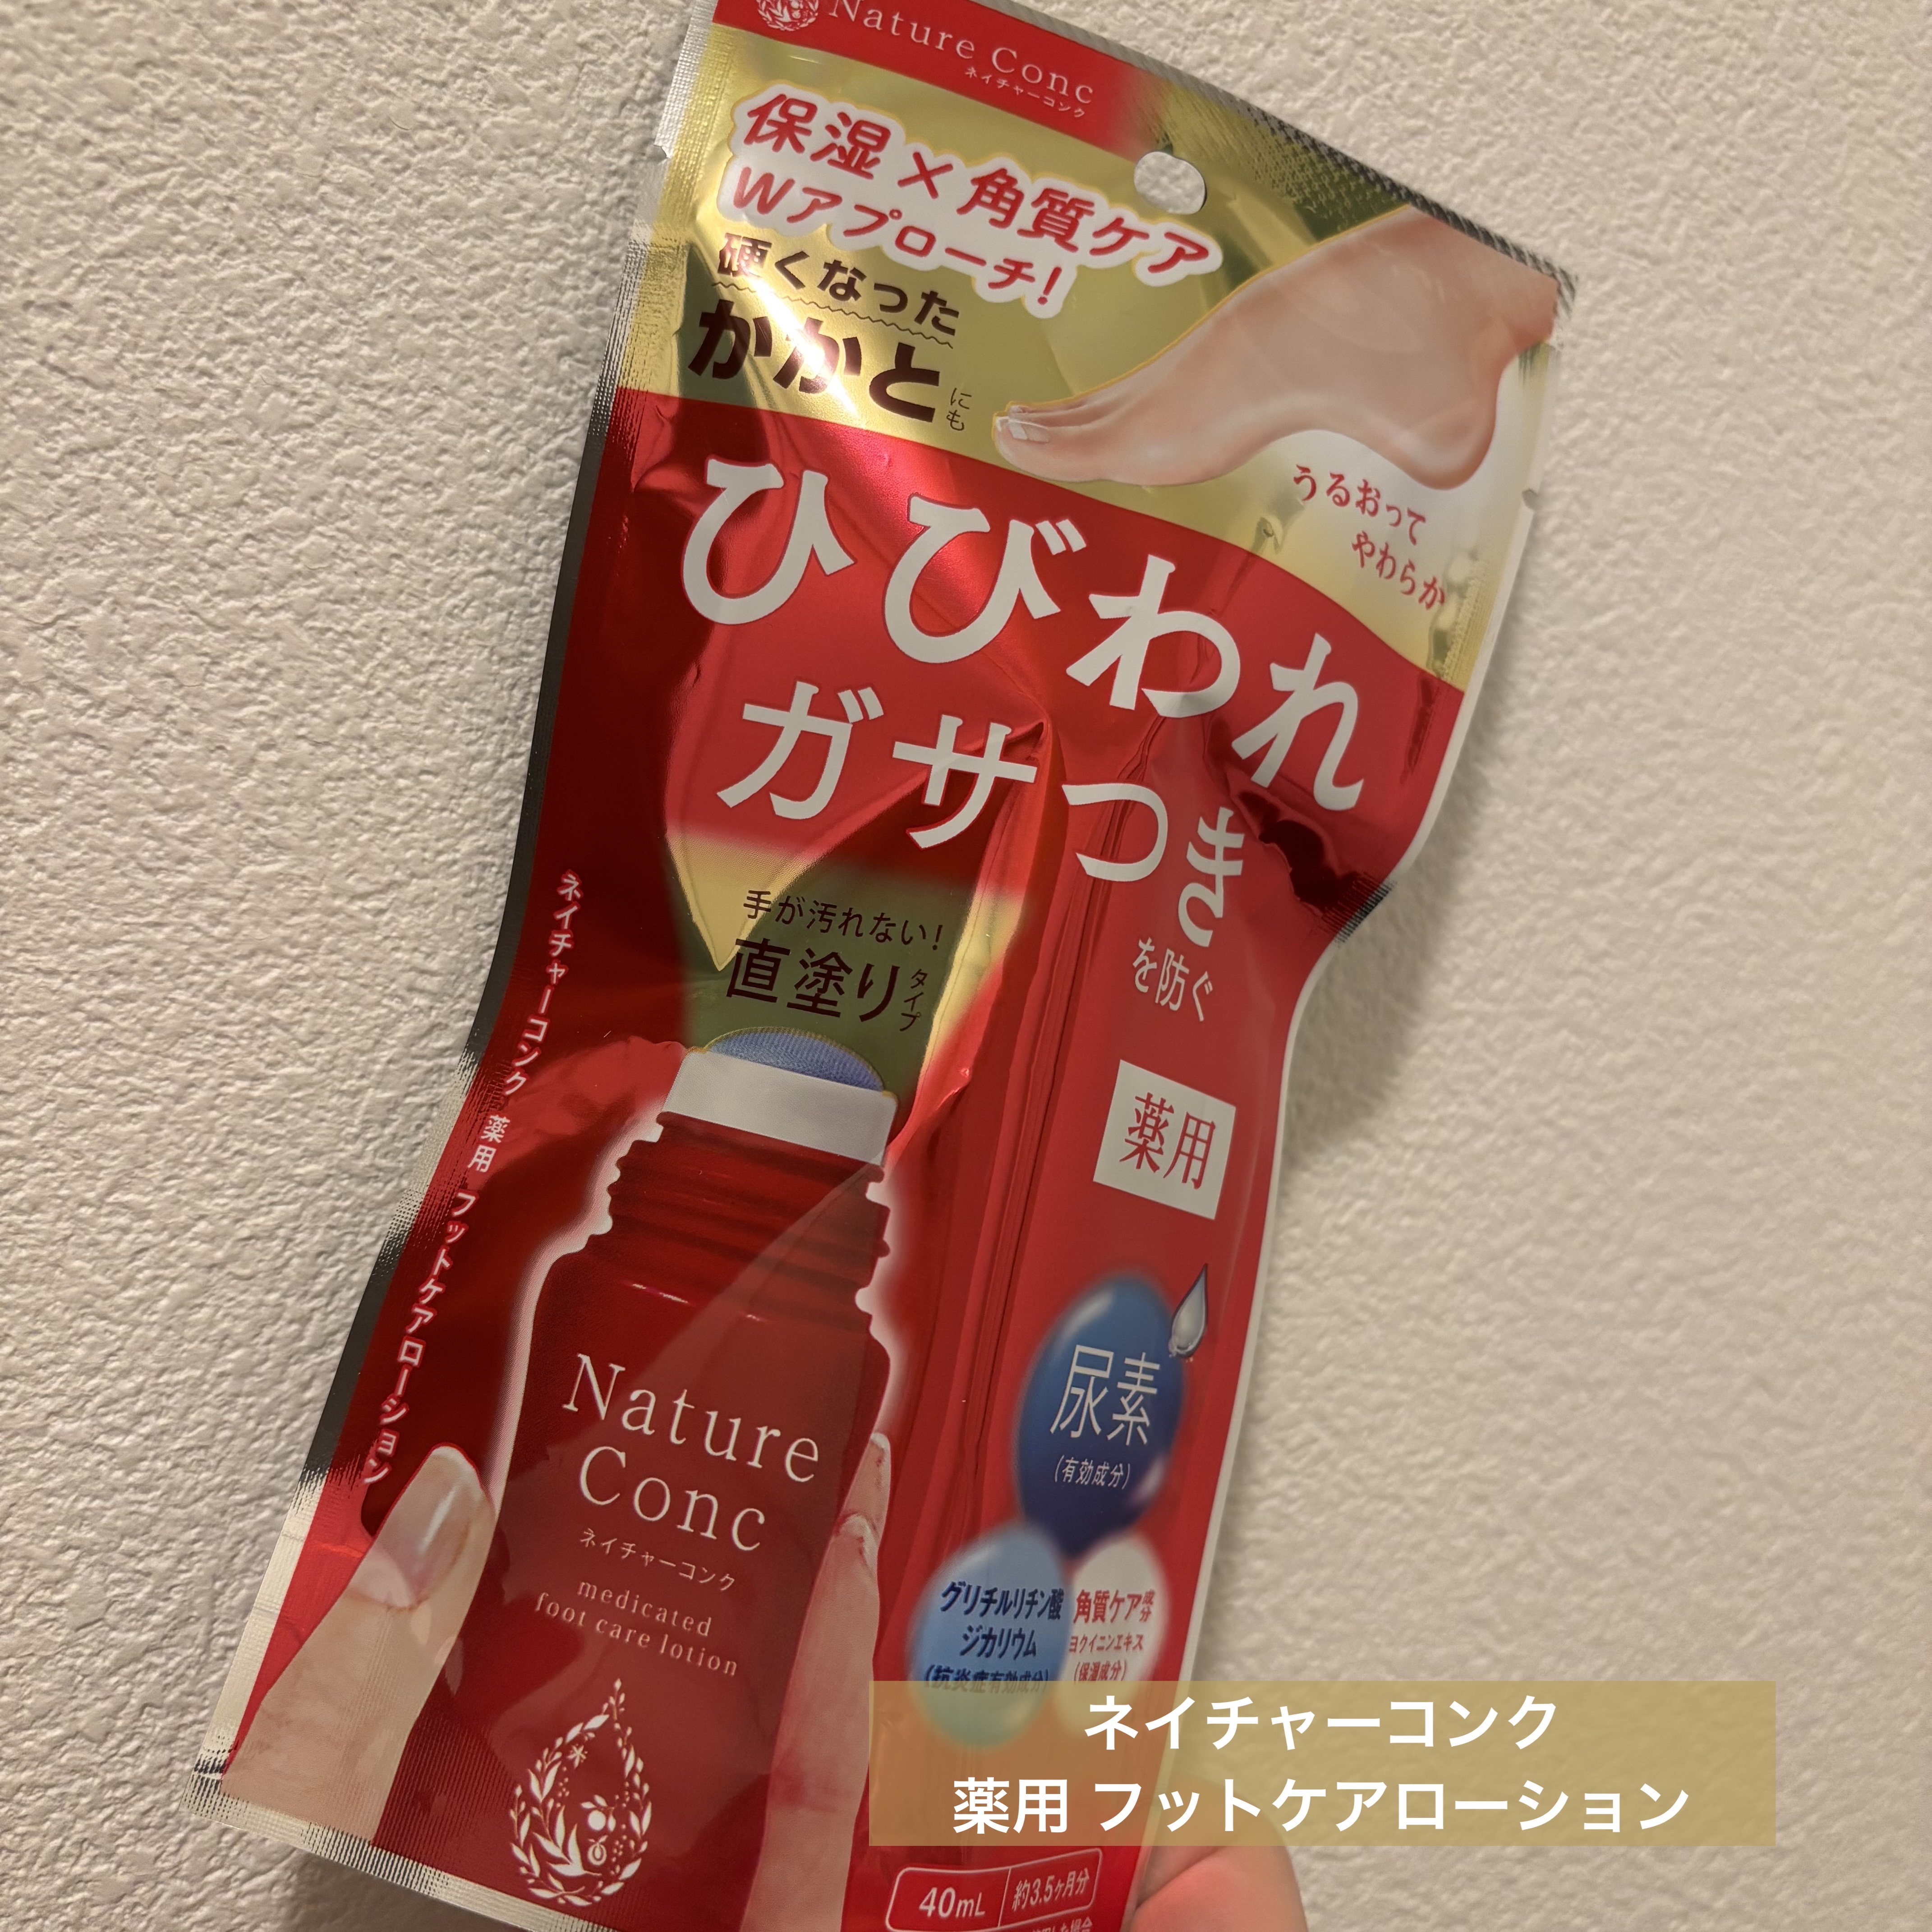 Nature Conc
ネイチャーコンク
保湿×角質ケア
Wアプローチ!
硬くなった
かかとにも
うるおって
やわらか
ひびわれ
ガサつき
を防ぐ
手が汚れない!
直塗りタイプ
薬用
ネイチャーコンク 薬用 フットケアローション
尿素
(有効成分)
グリチルリチン酸
ジカリウム
(抗炎症有効成分)
角質ケア成分
ヨクイニンエキス
(保湿成分)
Nature
Conc
ネイチャーコンク
medicated
foot care lotion
ネイチャーコンク
薬用 フットケアローション
40mL 約3.5ヶ月分